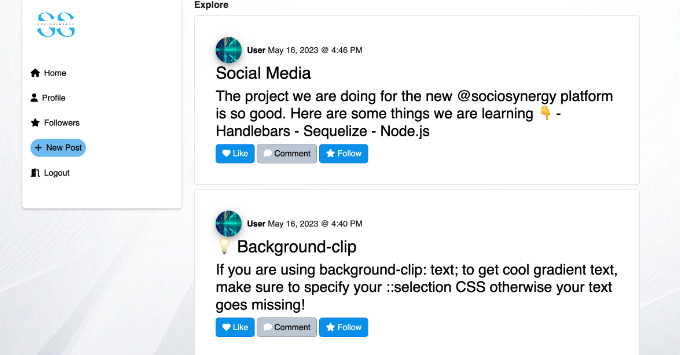 SS
Home
Profile
Followers
New Post
Logout
Explore
User May 16, 2023 @ 4:46 PM
Social Media
The project we are doing for the new @sociosynergy platform
is so good. Here are some things we are learning 👇 -
Handlebars - Sequelize - Node.js
Like Comment Follow
User May 16, 2023 @ 4:40 PM
💡 Background-clip
If you are using background-clip: text; to get cool gradient text,
make sure to specify your ::selection CSS otherwise your text
goes missing!
Like Comment Follow